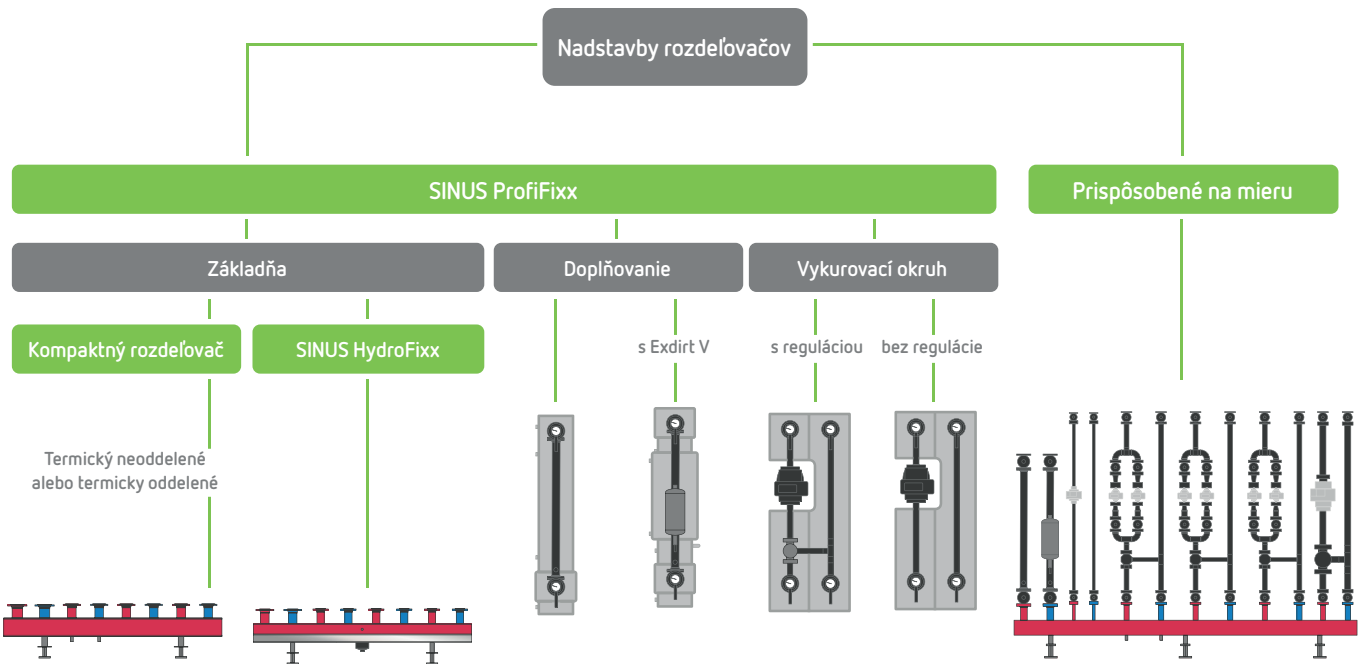 Nadstavby rozdeľovačov
SINUS ProfiFixx
Prispôsobené na mieru
Základňa
Doplňovanie
Vykurovací okruh
Kompaktný rozdeľovač
SINUS HydroFixx
s Exdirt V
s reguláciou
bez regulácie
Termický neoddelené
alebo termicky oddelené